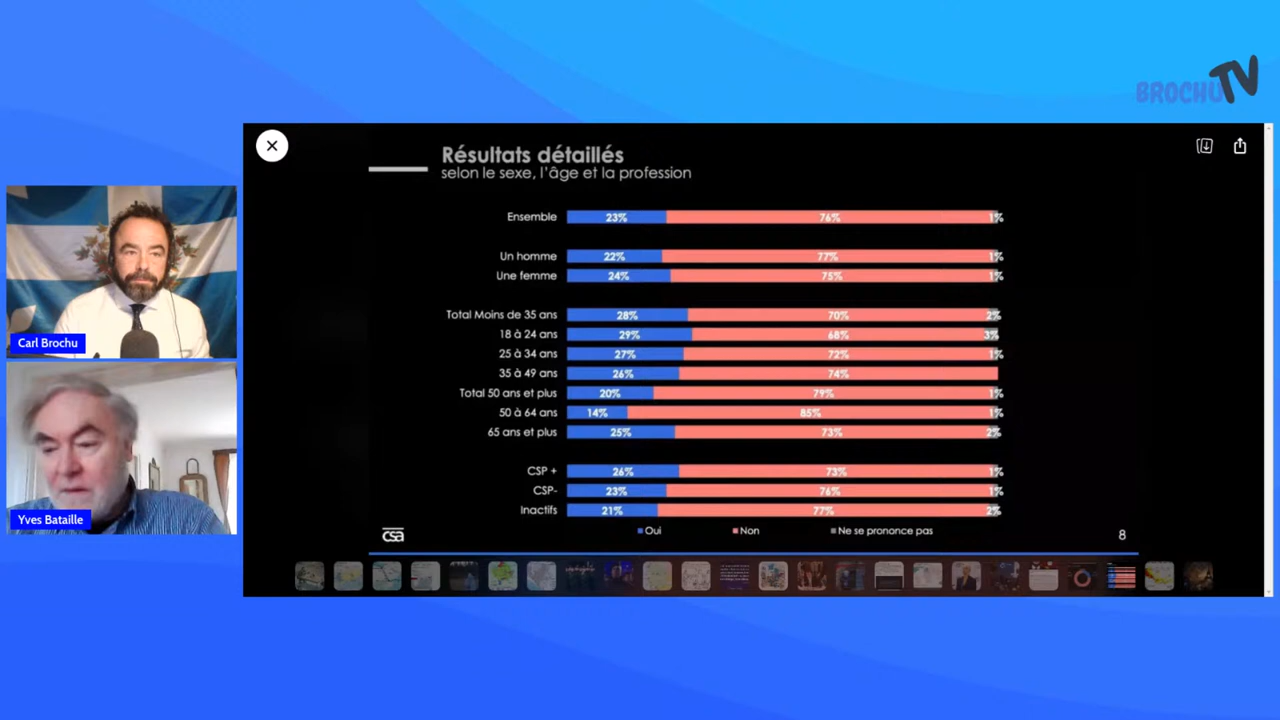 BROCHU TV
Résultats détaillés
selon le sexe, l'âge et la profession
Ensemble 23% 76% 1%
Un homme 22% 77% 1%
Une femme 24% 75% 1%
Total Moins de 35 ans 28% 70% 2%
18 à 24 ans 29% 68% 3%
25 à 34 ans 27% 72% 1%
35 à 49 ans 26% 74%
Total 50 ans et plus 20% 79% 1%
50 à 64 ans 14% 85% 1%
65 ans et plus 25% 73% 2%
CSP + 26% 73% 1%
CSP- 23% 76% 1%
Inactifs 21% 77% 2%
Oui Non Ne se prononce pas
csa
8
Carl Brochu
Yves Bataille